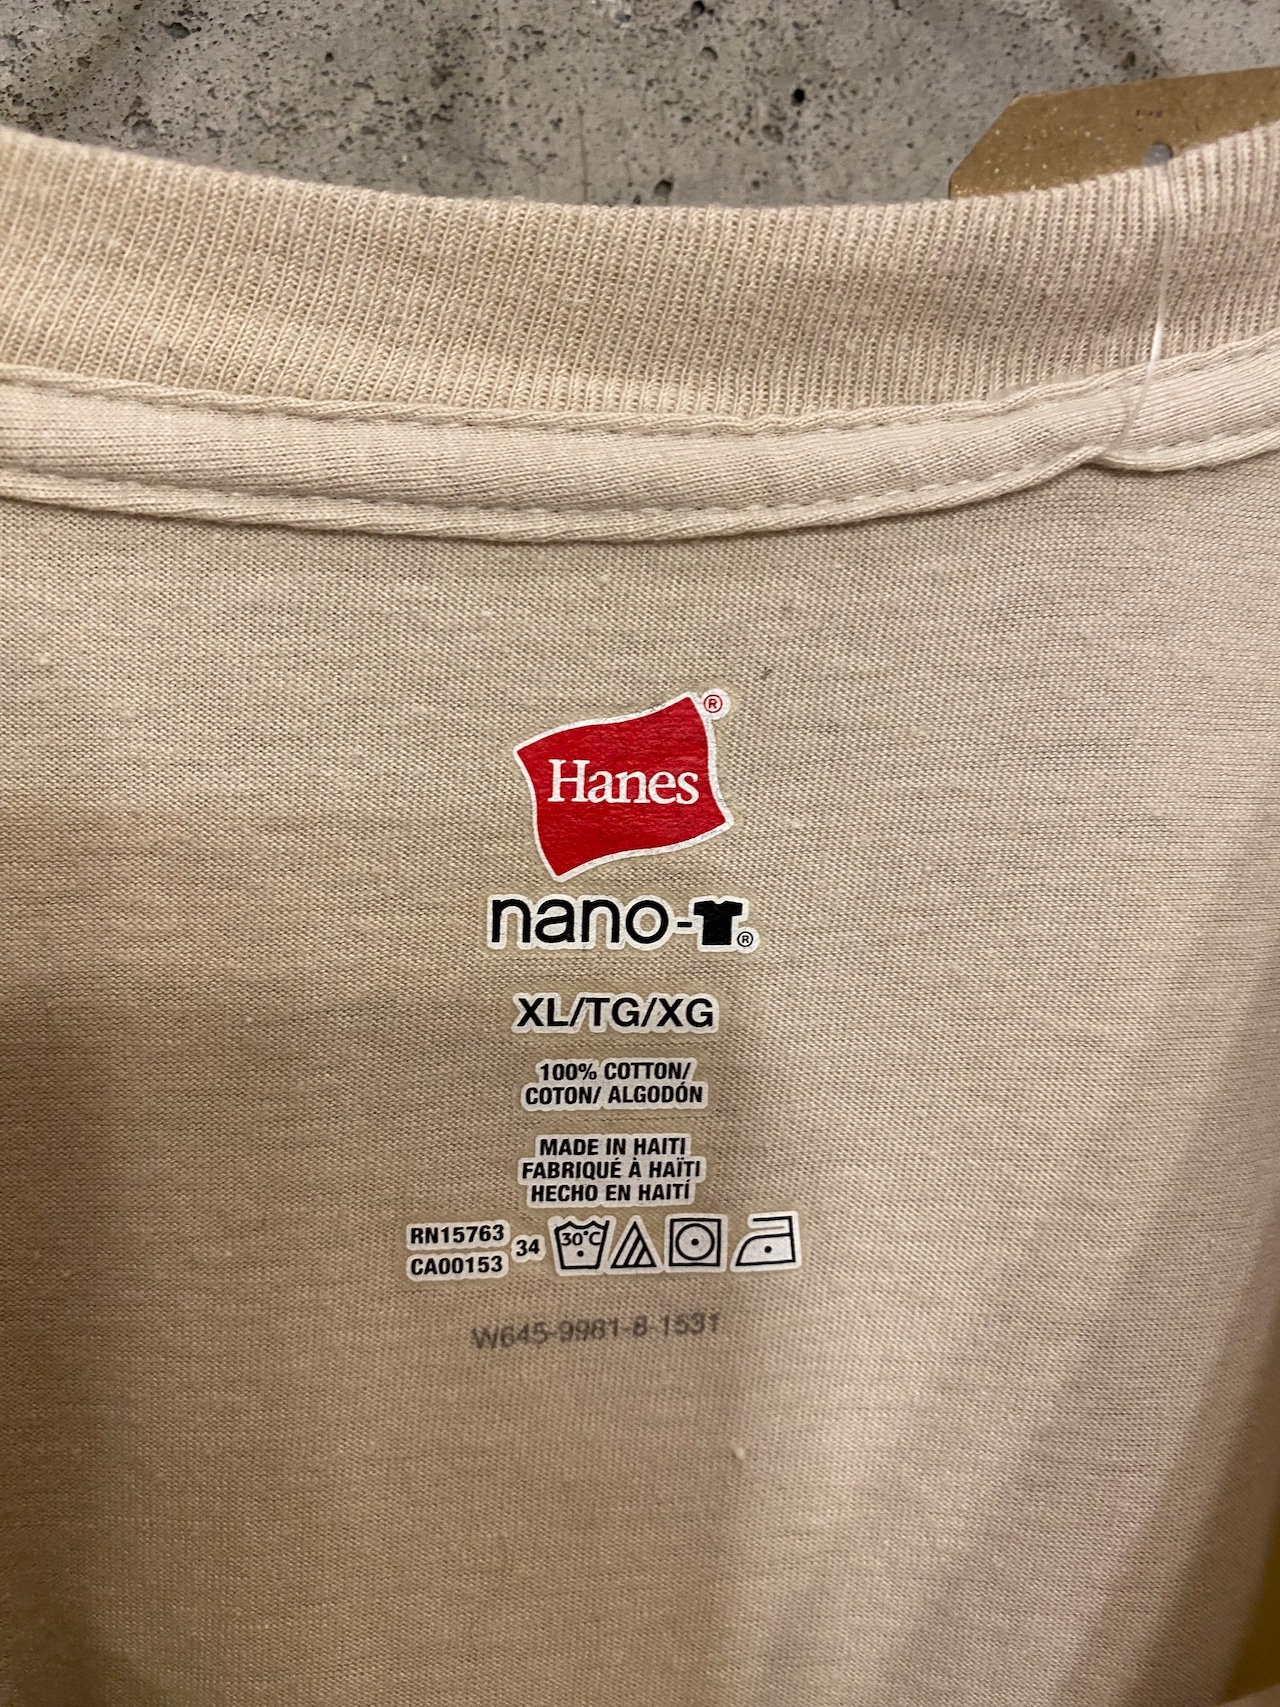 Hanes®
nano-T®
XL/TG/XG
100% COTTON/
COTON/ ALGODÓN
MADE IN HAITI
FABRIQUÉ À HAÏTI
HECHO EN HAITÍ
RN15763
CA00153
34
30°C
W645-9981-8-1531